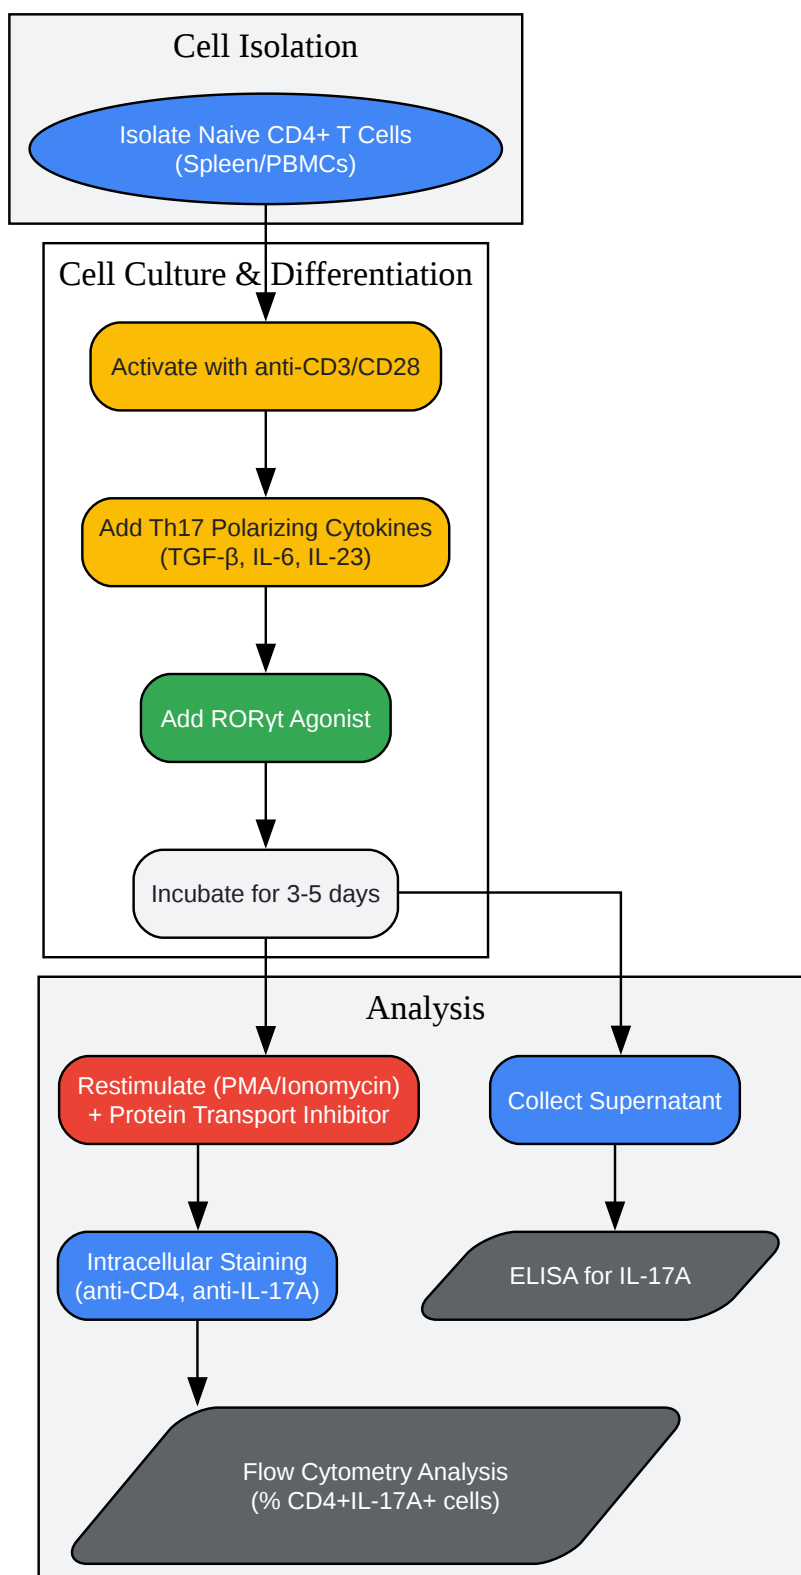 Cell Isolation
Isolate Naive CD4+ T Cells
(Spleen/PBMCs)
Cell Culture & Differentiation
Activate with anti-CD3/CD28
Add Th17 Polarizing Cytokines
(TGF-β, IL-6, IL-23)
Add RORγt Agonist
Incubate for 3-5 days
Analysis
Restimulate (PMA/Ionomycin)
+ Protein Transport Inhibitor
Collect Supernatant
Intracellular Staining
(anti-CD4, anti-IL-17A)
ELISA for IL-17A
Flow Cytometry Analysis
(% CD4+IL-17A+ cells)